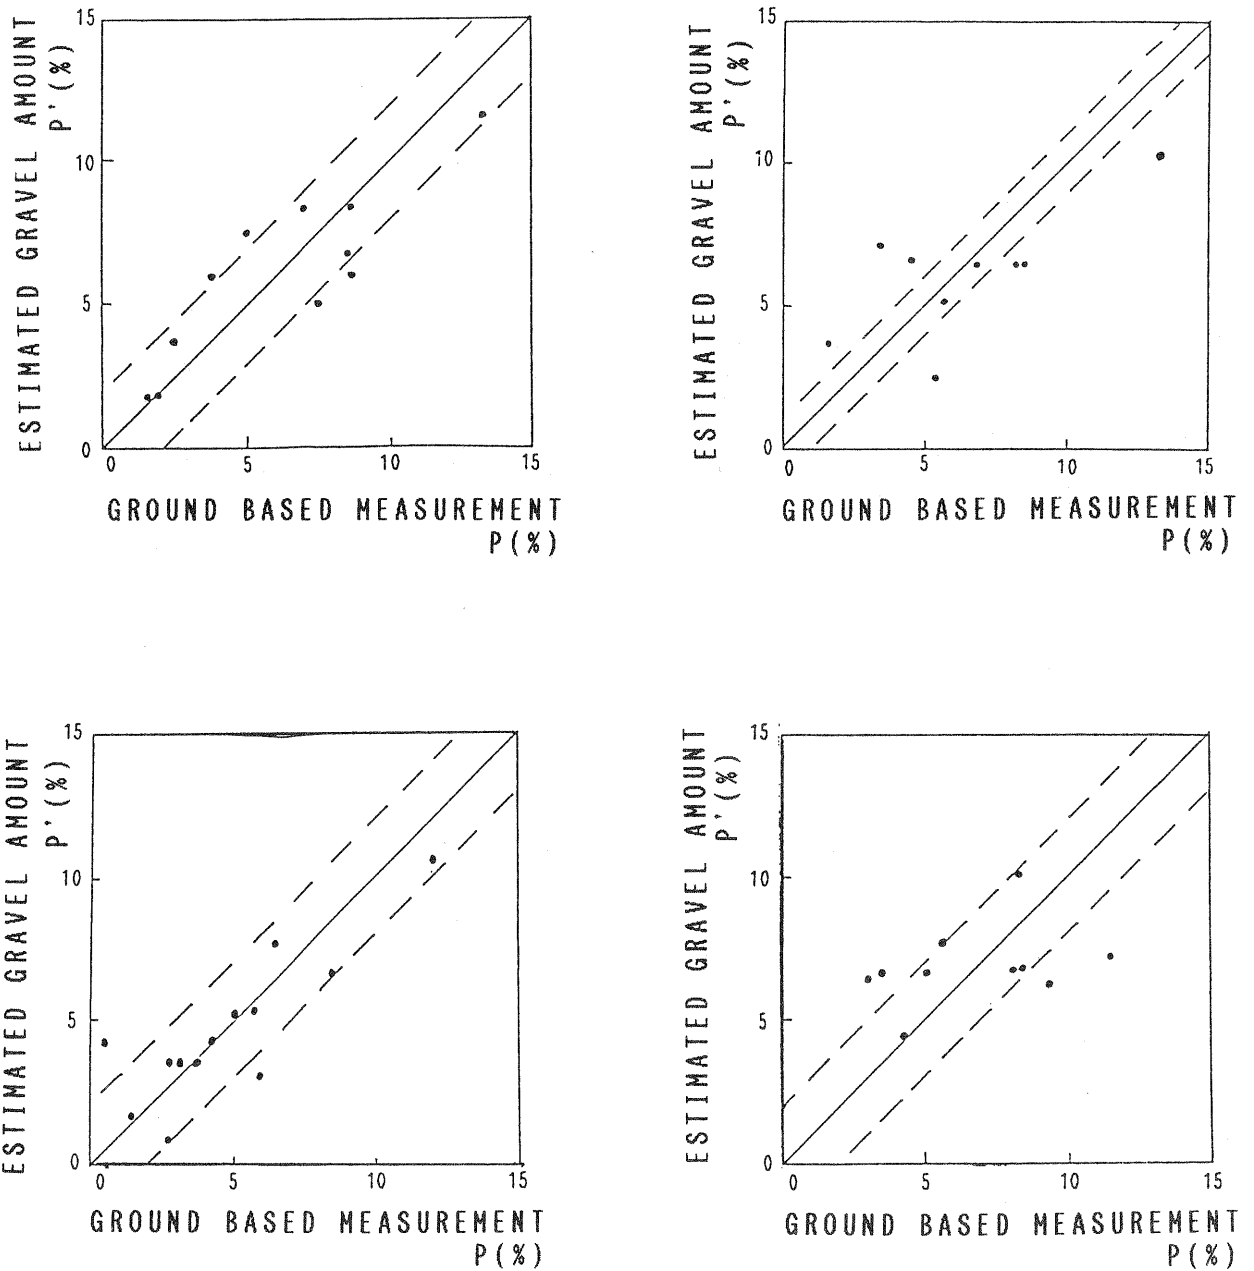 ESTIMATED GRAVEL AMOUNT
P'(%)
15
10
5
0
0 5 10 15
GROUND BASED MEASUREMENT
P(%)
ESTIMATED GRAVEL AMOUNT
P'(%)
15
10
5
0
0 5 10 15
GROUND BASED MEASUREMENT
P(%)
ESTIMATED GRAVEL AMOUNT
P'(%)
15
10
5
0
0 5 10 15
GROUND BASED MEASUREMENT
P(%)
ESTIMATED GRAVEL AMOUNT
P'(%)
15
10
5
0
0 5 10 15
GROUND BASED MEASUREMENT
P(%)